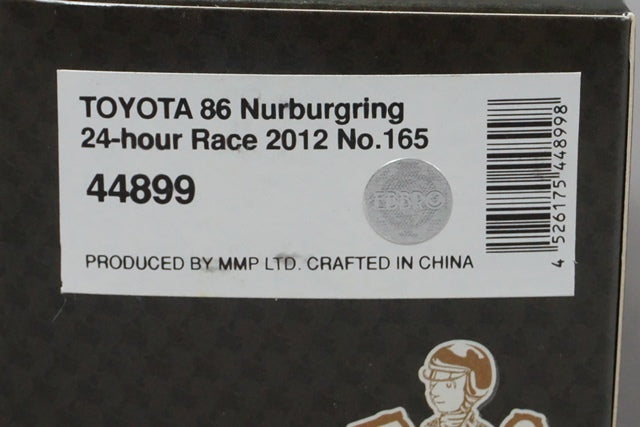 TOYOTA 86 Nurburgring
24-hour Race 2012 No.165
44899
EBBRO
PRODUCED BY MMP LTD. CRAFTED IN CHINA
4 526175 448998